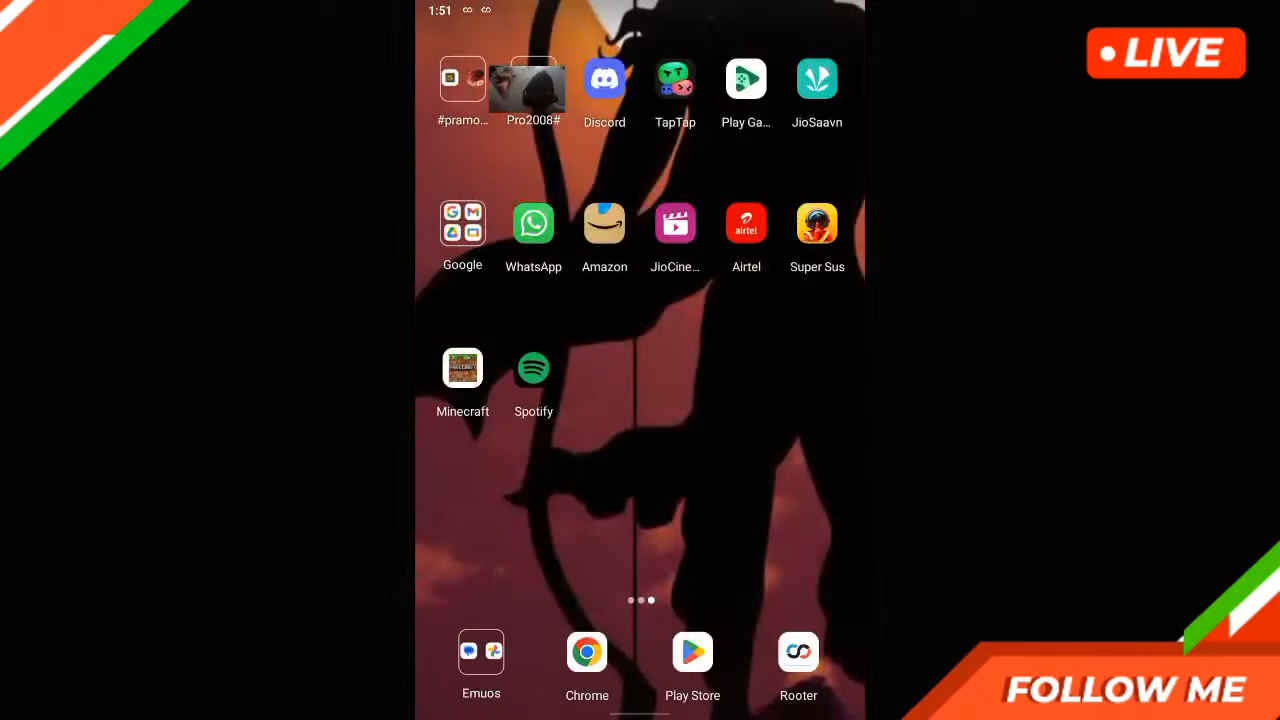 1:51
LIVE
#pramo...
Pro2008#
Discord
TapTap
Play Ga...
JioSaavn
airtel
Google
WhatsApp
Amazon
JioCine...
Airtel
Super Sus
Minecraft
Spotify
Emuos
Chrome
Play Store
Rooter
FOLLOW ME